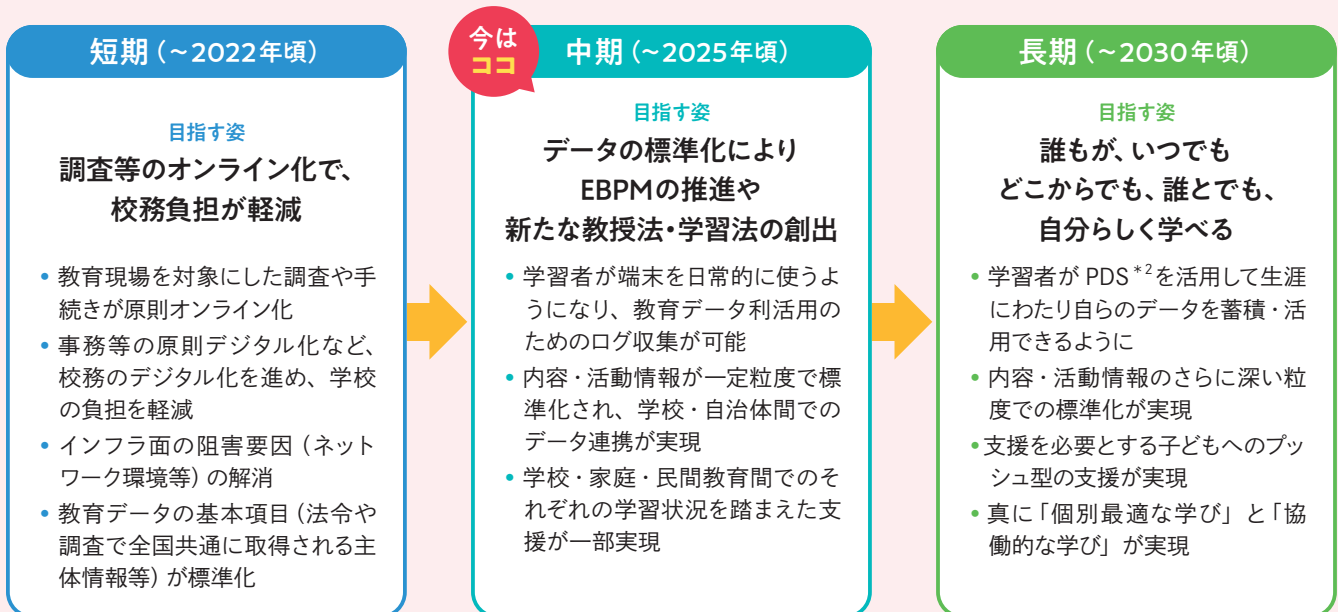 短期（～2022年頃）
目指す姿
調査等のオンライン化で、
校務負担が軽減
• 教育現場を対象にした調査や手
続きが原則オンライン化
• 事務等の原則デジタル化など、
校務のデジタル化を進め、学校
の負担を軽減
• インフラ面の阻害要因（ネット
ワーク環境等）の解消
• 教育データの基本項目（法令や
調査で全国共通に取得される主
体情報等）が標準化
今は
ココ
中期（～2025年頃）
目指す姿
データの標準化により
EBPMの推進や
新たな教授法・学習法の創出
• 学習者が端末を日常的に使うよ
うになり、教育データ利活用の
ためのログ収集が可能
• 内容・活動情報が一定粒度で標
準化され、学校・自治体間での
データ連携が実現
• 学校・家庭・民間教育間でのそ
れぞれの学習状況を踏まえた支
援が一部実現
長期（～2030年頃）
目指す姿
誰もが、いつでも
どこからでも、誰とでも、
自分らしく学べる
• 学習者が PDS*2を活用して生涯
にわたり自らのデータを蓄積・活
用できるように
• 内容・活動情報のさらに深い粒
度での標準化が実現
• 支援を必要とする子どもへのプッ
シュ型の支援が実現
• 真に「個別最適な学び」と「協
働的な学び」が実現